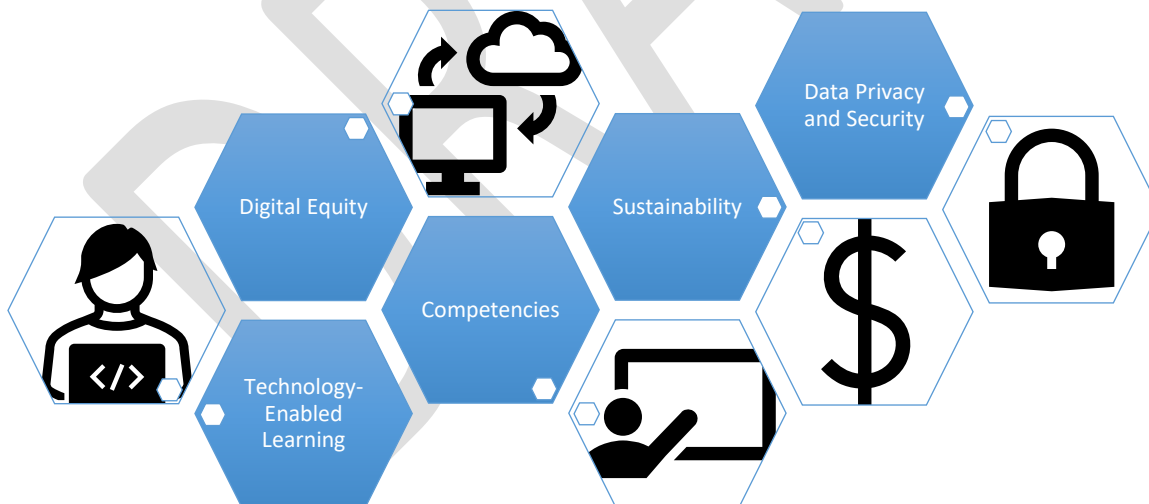 Data Privacy
and Security
Digital Equity
Sustainability
Competencies
Technology-
Enabled
Learning
</>